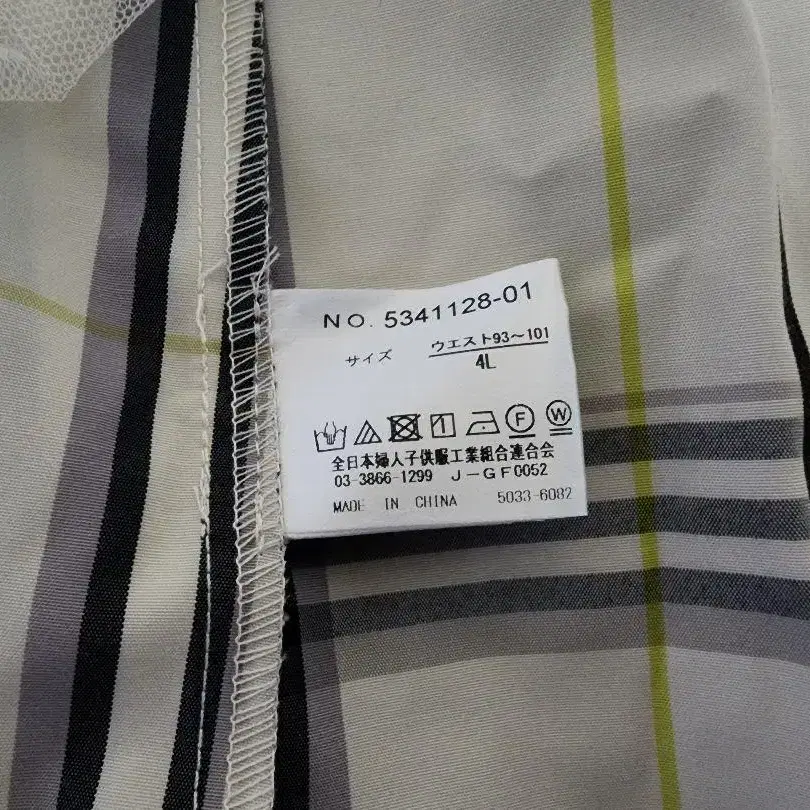 NO. 5341128-01
サイズ ウエスト93〜101
4L
F W
全日本婦人子供服工業組合連合会
03-3866-1299 J-GF0052
MADE IN CHINA 5033-6082